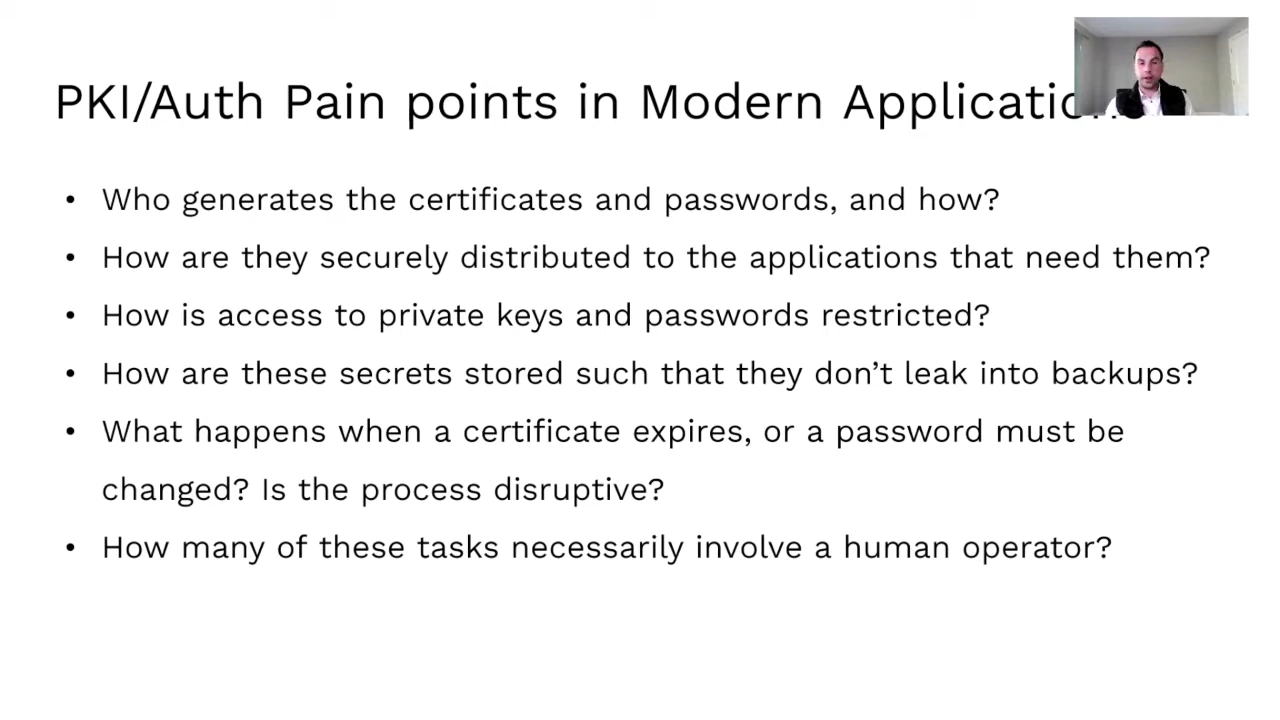 PKI/Auth Pain points in Modern
• Who generates the certificates and passwords, and how?
• How are they securely distributed to the applications that need them?
• How is access to private keys and passwords restricted?
• How are these secrets stored such that they don’t leak into backups?
• What happens when a certificate expires, or a password must be
changed? Is the process disruptive?
• How many of these tasks necessarily involve a human operator?